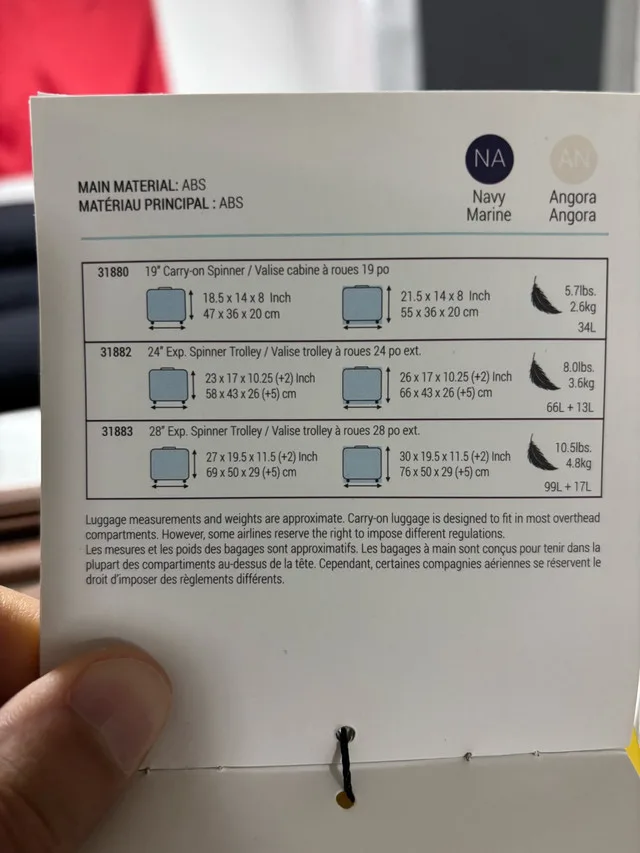 NA
AN
Navy
Marine
Angora
Angora
MAIN MATERIAL: ABS
MATÉRIAU PRINCIPAL : ABS
31880 19" Carry-on Spinner / Valise cabine à roues 19 po
18.5 x 14 x 8 Inch
47 x 36 x 20 cm
21.5 x 14 x 8 Inch
55 x 36 x 20 cm
5.7lbs.
2.6kg
34L
31882 24" Exp. Spinner Trolley / Valise trolley à roues 24 po ext.
23 x 17 x 10.25 (+2) Inch
58 x 43 x 26 (+5) cm
26 x 17 x 10.25 (+2) Inch
66 x 43 x 26 (+5) cm
8.0lbs.
3.6kg
66L + 13L
31883 28" Exp. Spinner Trolley / Valise trolley à roues 28 po ext.
27 x 19.5 x 11.5 (+2) Inch
69 x 50 x 29 (+5) cm
30 x 19.5 x 11.5 (+2) Inch
76 x 50 x 29 (+5) cm
10.5lbs.
4.8kg
99L + 17L
Luggage measurements and weights are approximate. Carry-on luggage is designed to fit in most overhead
compartments. However, some airlines reserve the right to impose different regulations.
Les mesures et les poids des bagages sont approximatifs. Les bagages à main sont conçus pour tenir dans la
plupart des compartiments au-dessus de la tête. Cependant, certaines compagnies aériennes se réservent le
droit d'imposer des règlements différents.